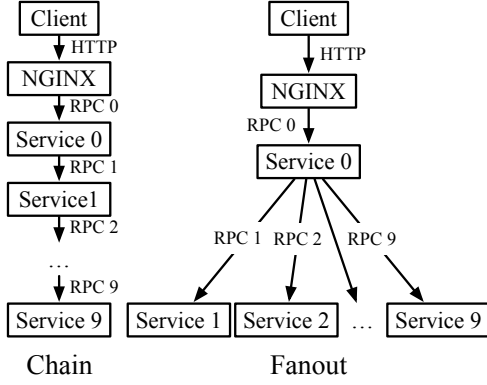 Client
HTTP
NGINX
RPC 0
Service 0
RPC 1
Service1
RPC 2
…
RPC 9
Service 9
Chain
Client
HTTP
NGINX
RPC 0
Service 0
RPC 1 RPC 2 RPC 9
Service 1 Service 2 … Service 9
Fanout